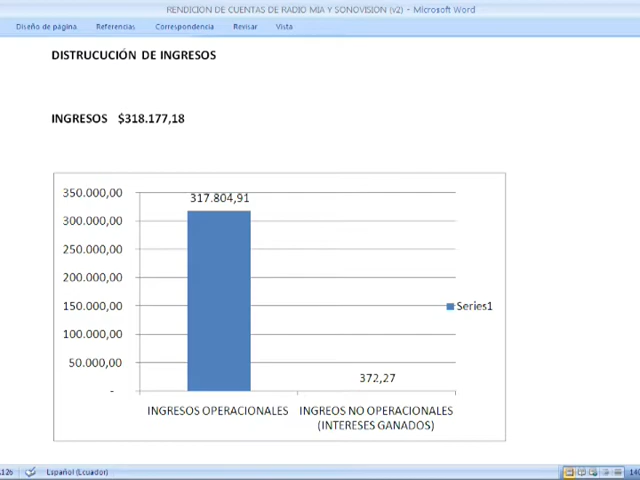 RENDICION DE CUENTAS DE RADIO MIA Y SONOVISION (v2) - Microsoft Word
Diseño de página Referencias Correspondencia Revisar Vista
DISTRUCUCIÓN DE INGRESOS
INGRESOS $318.177,18
350.000,00
317.804,91
300.000,00
250.000,00
200.000,00
150.000,00
Series1
100.000,00
50.000,00
372,27
-
INGRESOS OPERACIONALES
INGREOS NO OPERACIONALES
(INTERESES GANADOS)
Español (Ecuador)